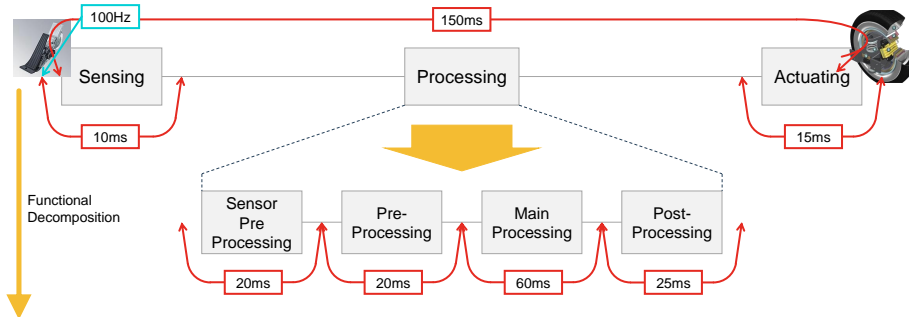 100Hz
150ms
Sensing
Processing
Actuating
10ms
15ms
Functional
Decomposition
Sensor
Pre
Processing
Pre-
Processing
Main
Processing
Post-
Processing
20ms
20ms
60ms
25ms